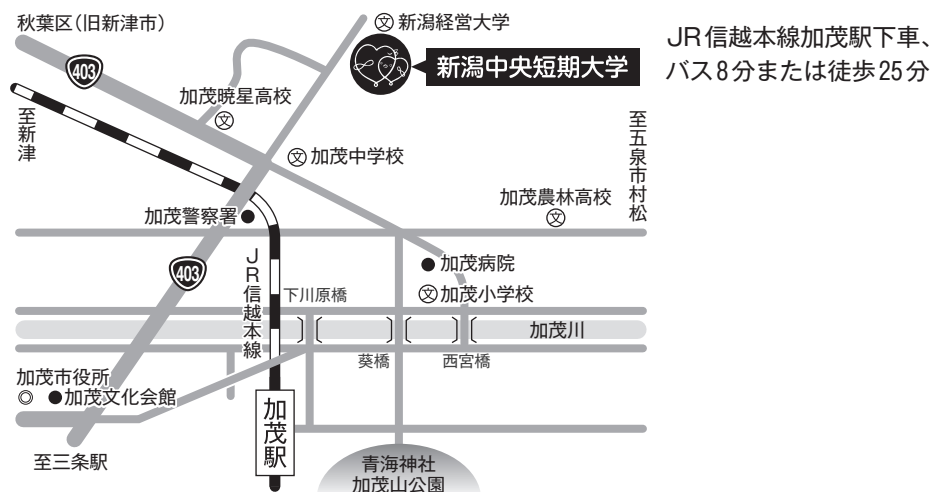 秋葉区(旧新津市)
新潟経営大学
403
新潟中央短期大学
JR信越本線加茂駅下車、
バス8分または徒歩25分
至新津
加茂暁星高校
文
文
文
加茂中学校
至五泉市村松
加茂農林高校
文
加茂警察署
加茂病院
403
JR信越本線
下川原橋
文
加茂小学校
加茂川
葵橋
西宮橋
加茂市役所
加茂文化会館
加茂駅
至三条駅
青海神社
加茂山公園